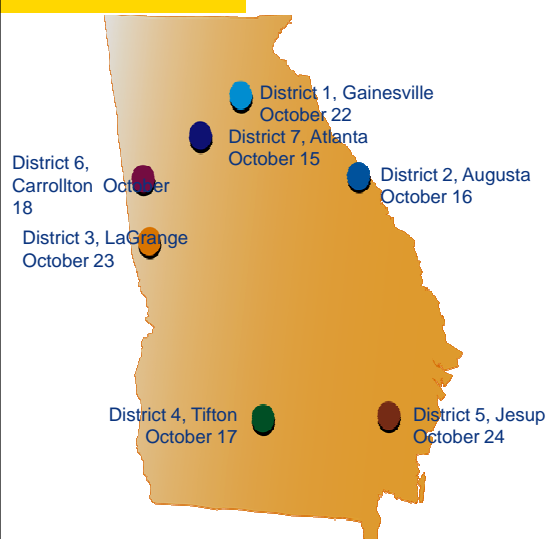 District 1, Gainesville
October 22
District 7, Atlanta
October 15
District 6,
Carrollton October
18
District 2, Augusta
October 16
District 3, LaGrange
October 23
District 4, Tifton
October 17
District 5, Jesup
October 24